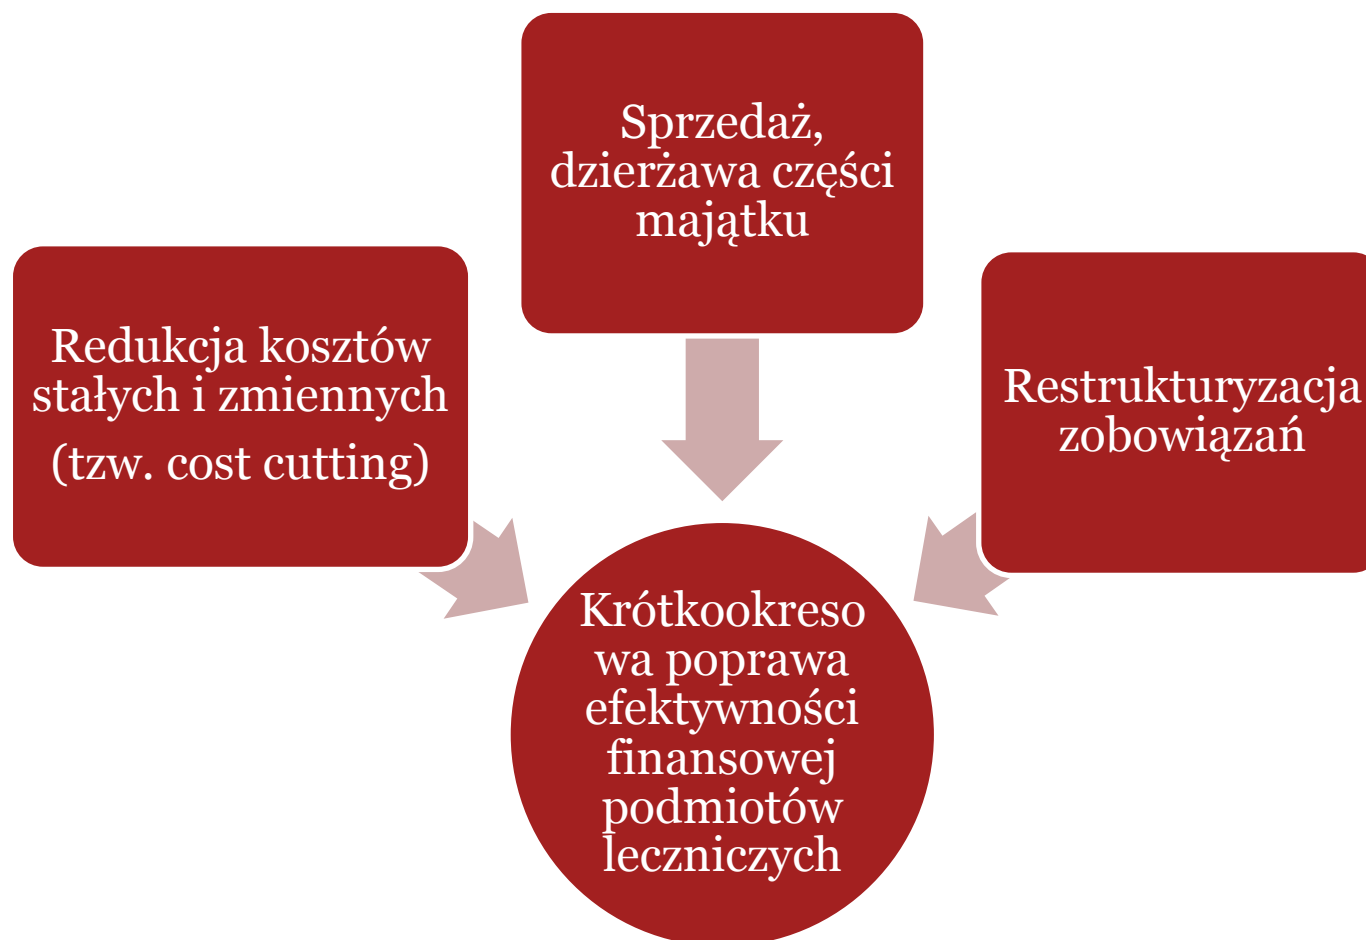 Sprzedaż,
dzierżawa części
majątku
Redukcja kosztów
stałych i zmiennych
(tzw. cost cutting)
Restrukturyzacja
zobowiązań
Krótkookreso
wa poprawa
efektywności
finansowej
podmiotów
leczniczych